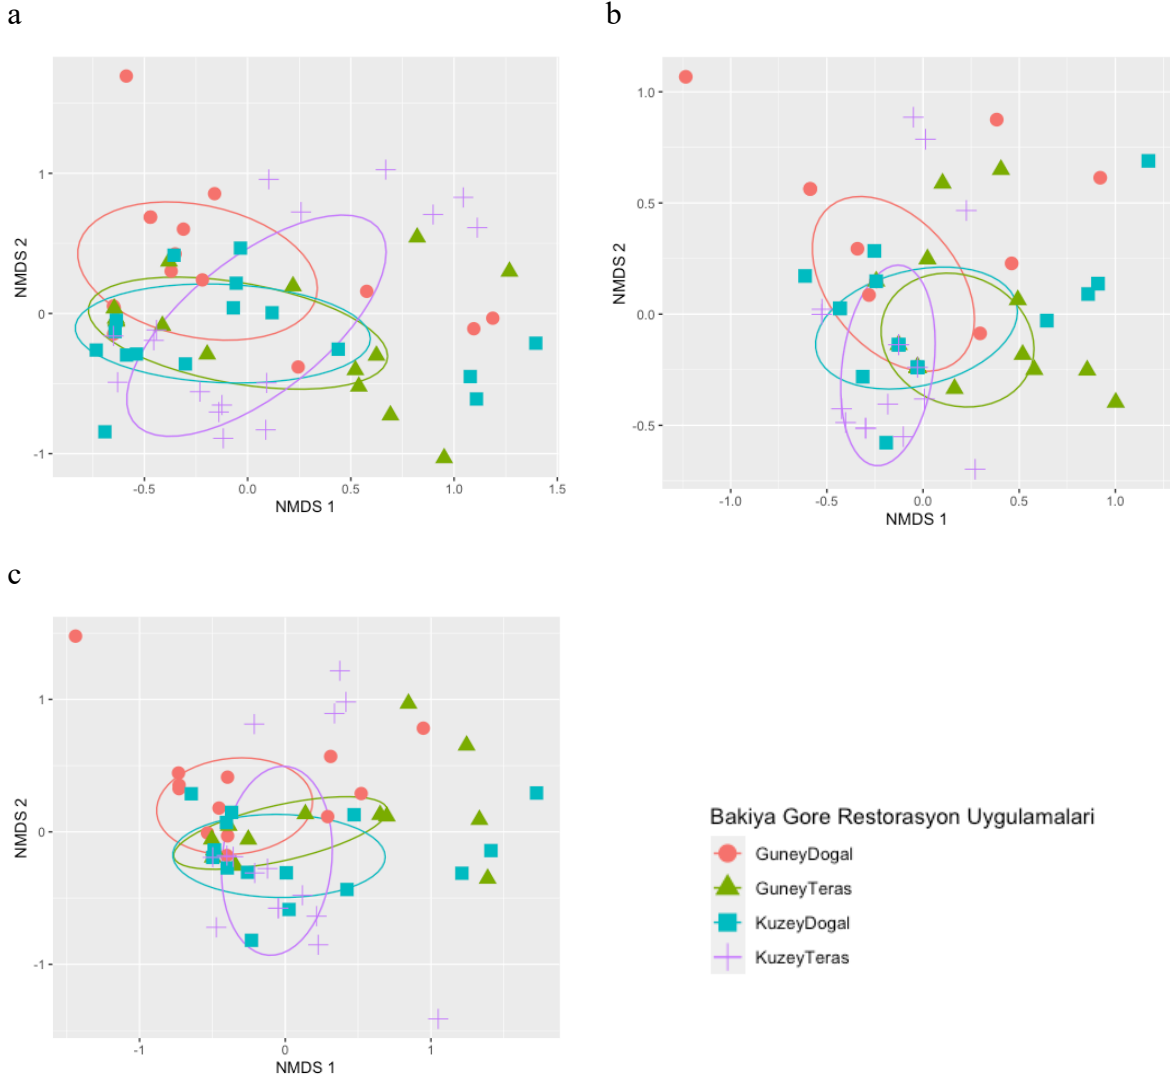 a
b
1
0
-1
-0.5
0.0
0.5
1.0
1.5
NMDS 1
NMDS 2
1.0
0.5
0.0
-0.5
-1.0
-0.5
0.0
0.5
1.0
NMDS 1
NMDS 2
c
1
0
-1
-1
0
1
NMDS 1
NMDS 2
Bakiya Gore Restorasyon Uygulamalari
GuneyDogal
GuneyTeras
KuzeyDogal
KuzeyTeras